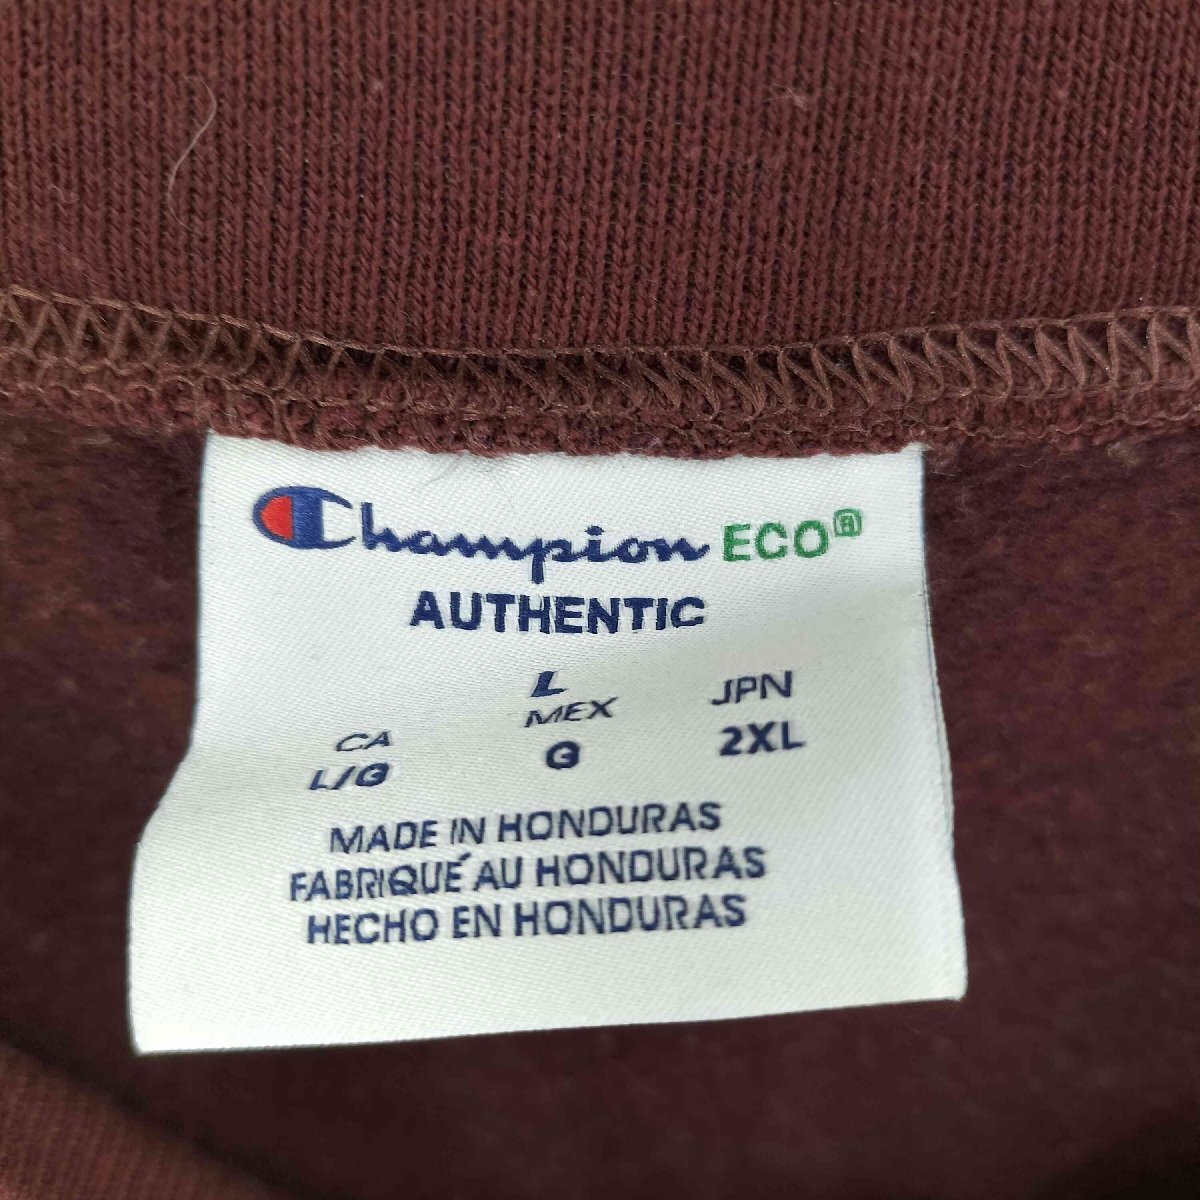 Champion ECO®
AUTHENTIC
L
CA MEX JPN
L/G G 2XL
MADE IN HONDURAS
FABRIQUÉ AU HONDURAS
HECHO EN HONDURAS